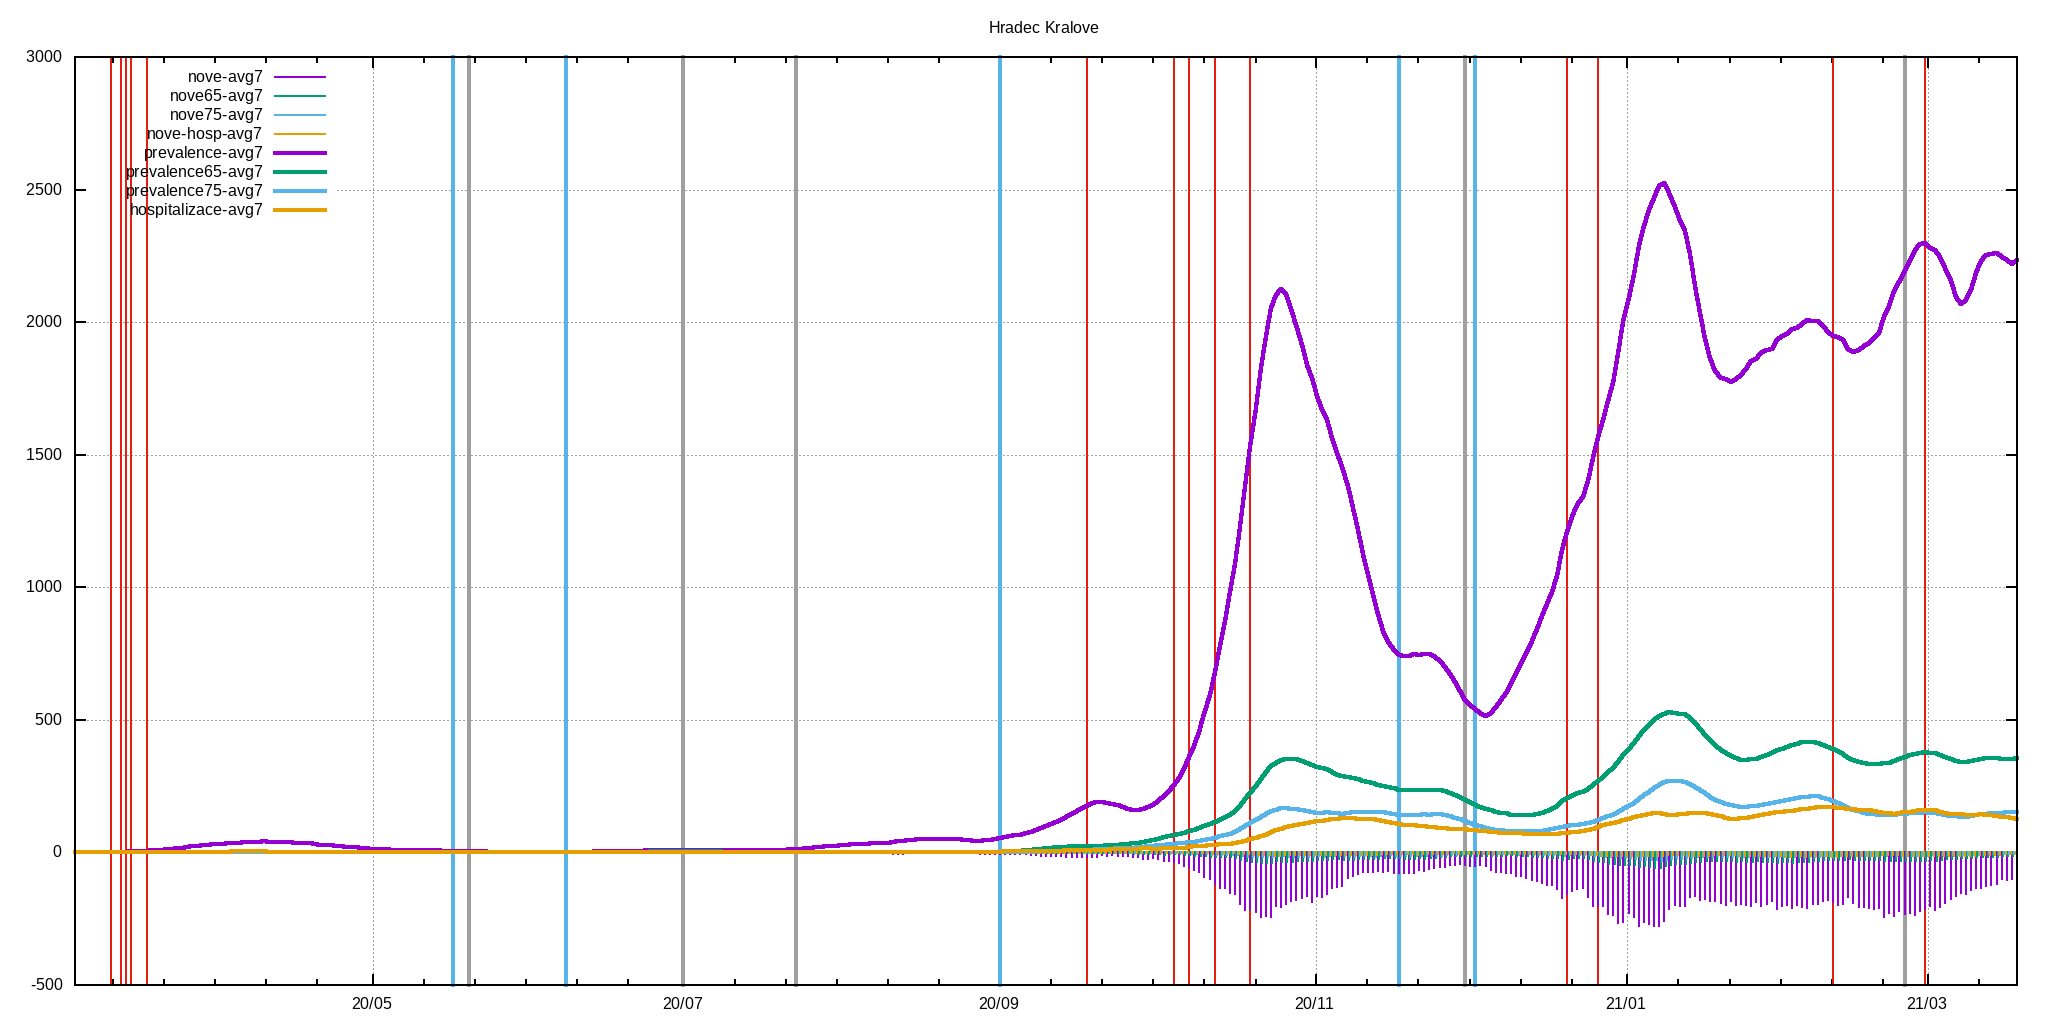 Hradec Kralove
3000
2500
2000
1500
1000
500
0
-500
nove-avg7
nove65-avg7
nove75-avg7
nove-hosp-avg7
prevalence-avg7
prevalence65-avg7
prevalence75-avg7
hospitalizace-avg7
20/05
20/07
20/09
20/11
21/01
21/03